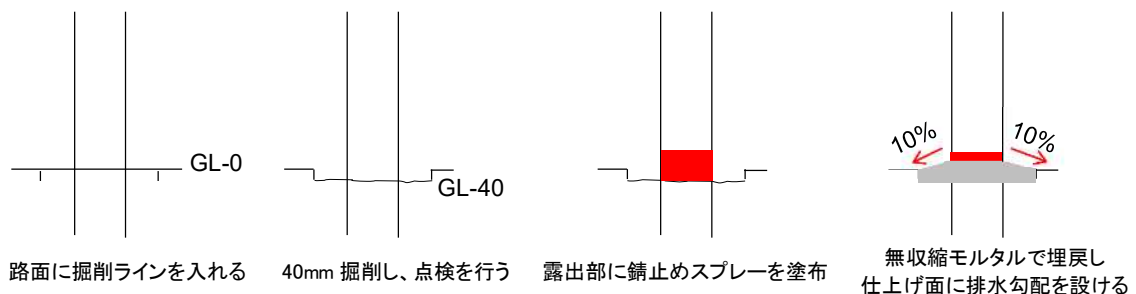 GL-0
GL-40
10%
10%
路面に掘削ラインを入れる
40mm 掘削し、点検を行う
露出部に錆止めスプレーを塗布
無収縮モルタルで埋戻し
仕上げ面に排水勾配を設ける